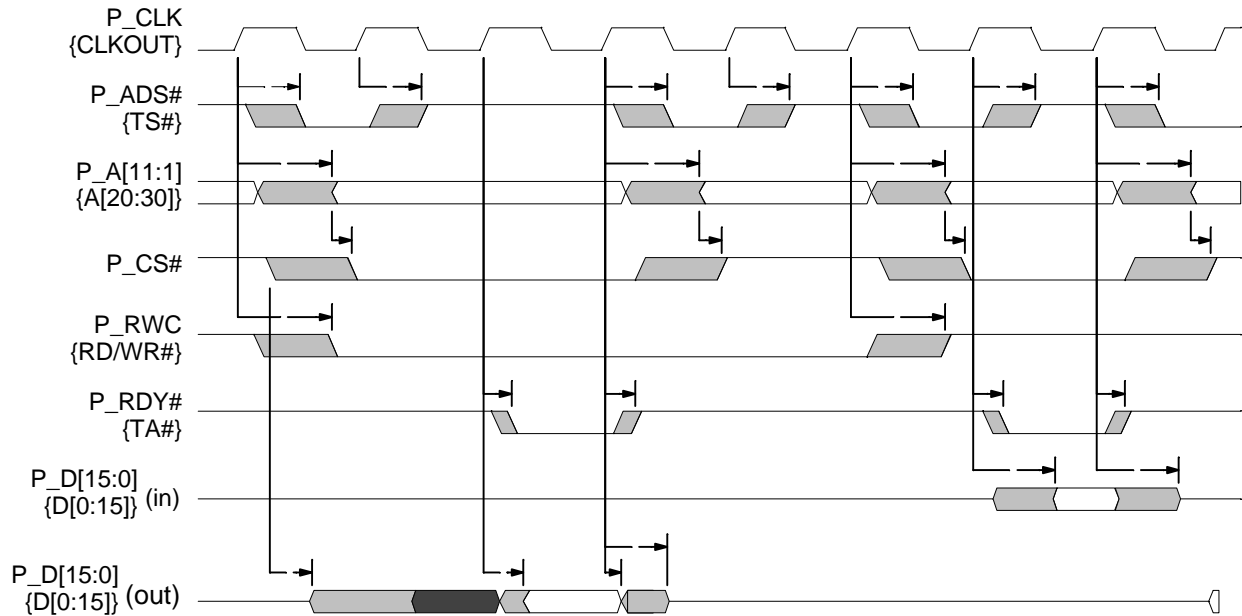 P_CLK
{CLKOUT}
P_ADS#
{TS#}
P_A[11:1]
{A[20:30]}
P_CS#
P_RWC
{RD/WR#}
P_RDY#
{TA#}
P_D[15:0]
{D[0:15]} (in)
P_D[15:0]
{D[0:15]} (out)